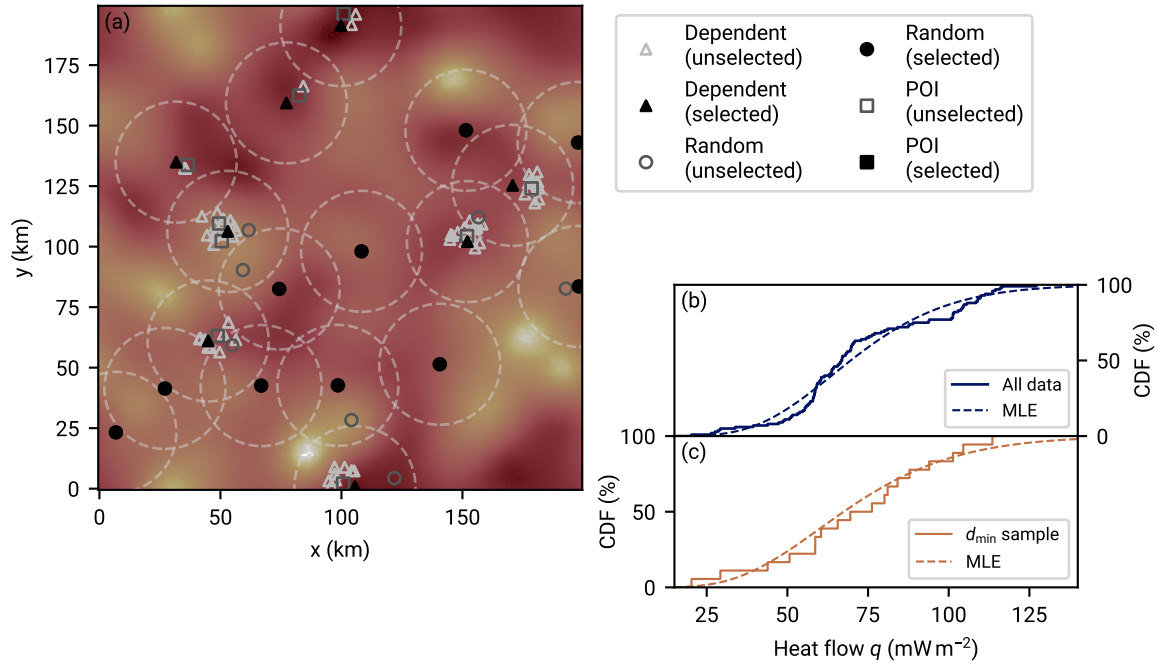 (a)
175
150
125
100
75
50
25
0
y (km)
0
50
100
150
x (km)
Dependent
(unselected)
Dependent
(selected)
Random
(unselected)
Random
(selected)
POI
(unselected)
POI
(selected)
(b)
100
50
0
CDF (%)
All data
MLE
(c)
100
50
0
CDF (%)
dmin sample
MLE
25
50
75
100
125
Heat flow q (mW m−2)